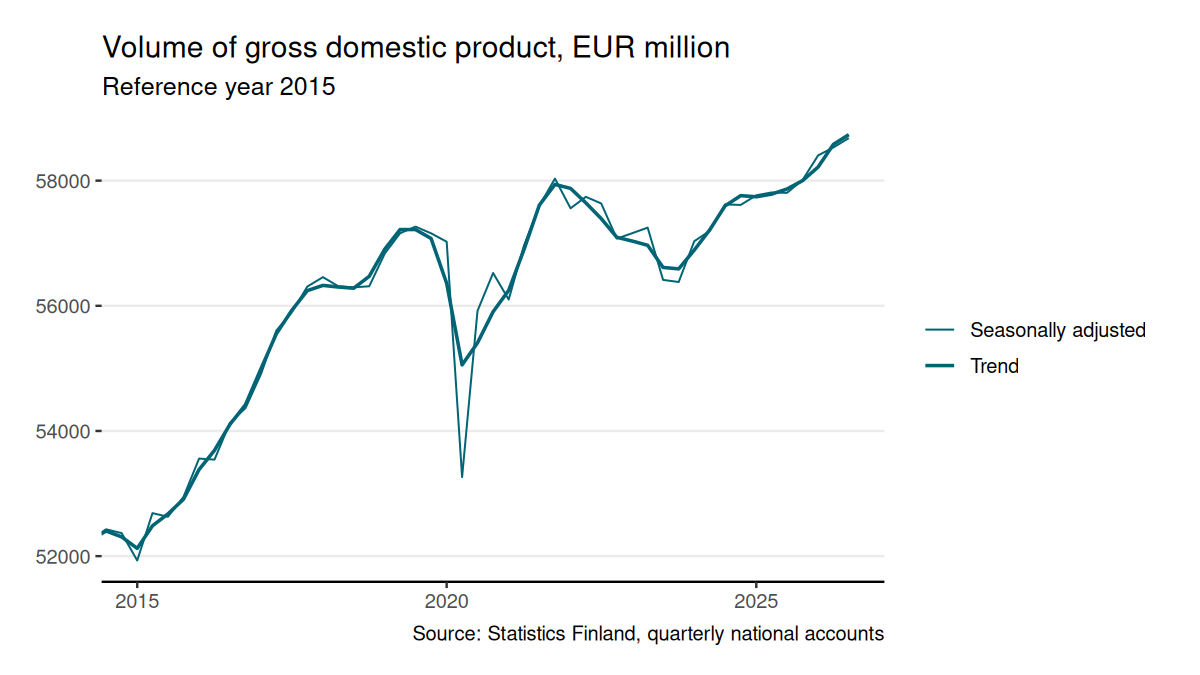 Volume of gross domestic product, EUR million
Reference year 2015
58000
56000
54000
52000
2015
2020
2025
Seasonally adjusted
Trend
Source: Statistics Finland, quarterly national accounts